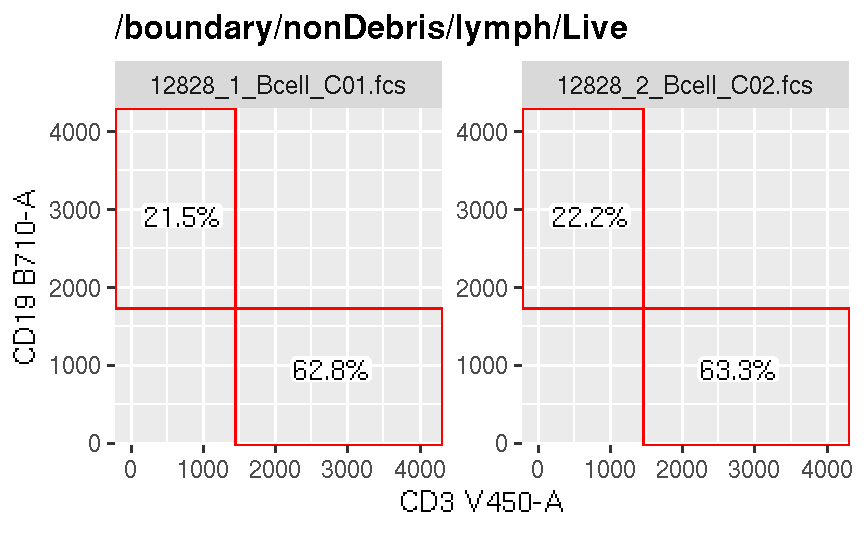 /boundary/nonDebris/lymph/Live
12828_1_Bcell_C01.fcs
12828_2_Bcell_C02.fcs
CD19 B710-A
4000
3000
2000
1000
0
21.5%
62.8%
0 1000 2000 3000 4000
4000
3000
2000
1000
0
22.2%
63.3%
0 1000 2000 3000 4000
CD3 V450-A